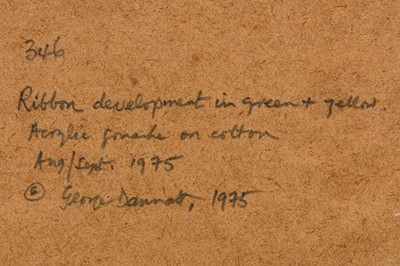 346
Ribbon development in green + yellow.
Acrylic gouache on cotton
Aug/Sept. 1975
© George Dannatt, 1975